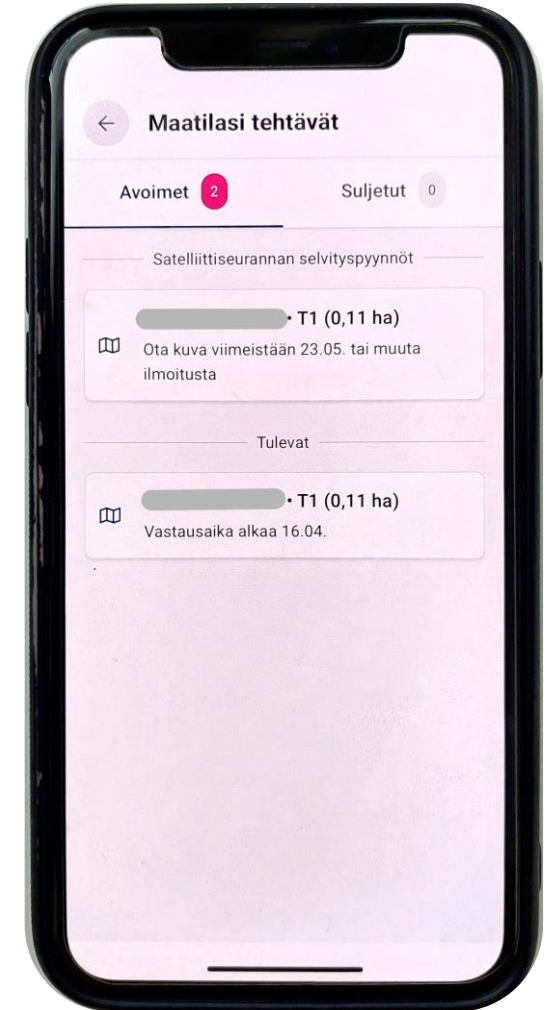 Maatilasi tehtävät
Avoimet 2 Suljetut 0
Satelliittiseurannan selvityspyynnöt
• T1 (0,11 ha)
Ota kuva viimeistään 23.05. tai muuta
ilmoitusta
Tulevat
• T1 (0,11 ha)
Vastausaika alkaa 16.04.